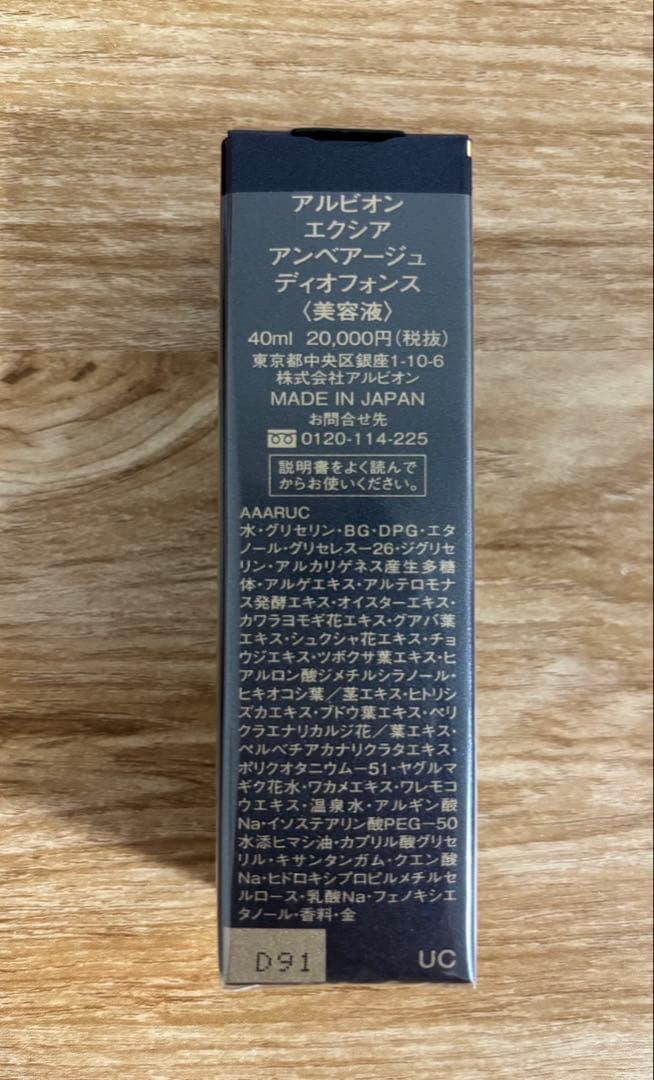 アルビオン
エクシア
アンベアージュ
ディオフォンス
〈美容液〉
40ml 20,000円(税抜)
東京都中央区銀座1-10-6
株式会社アルビオン
MADE IN JAPAN
お問合せ先
0120-114-225
説明書をよく読んで
からお使いください。
AAARUC
水・グリセリン・BG・DPG・エタ
ノール・グリセレス－26・ジグリセ
リン・アルカリゲネス産生多糖
体・アルゲエキス・アルテロモナ
ス発酵エキス・オイスターエキス・
カワラヨモギ花エキス・グアバ葉
エキス・シュクシャ花エキス・チョ
ウジエキス・ツボクサ葉エキス・ヒ
アルロン酸ジメチルシラノール・
ヒキオコシ葉／茎エキス・ヒトリシ
ズカエキス・ブドウ葉エキス・ペリ
クラエナリカルジ花／葉エキス・
ペルベチアカナリクラタエキス・
ポリクオタニウム－51・ヤグルマ
ギク花水・ワカメエキス・ワレモコ
ウエキス・温泉水・アルギン酸
Na・イソステアリン酸PEG－50
水添ヒマシ油・カプリル酸グリセ
リル・キサンタンガム・クエン酸
Na・ヒドロキシプロピルメチルセ
ルロース・乳酸Na・フェノキシエ
タノール・香料・金
D91
UC